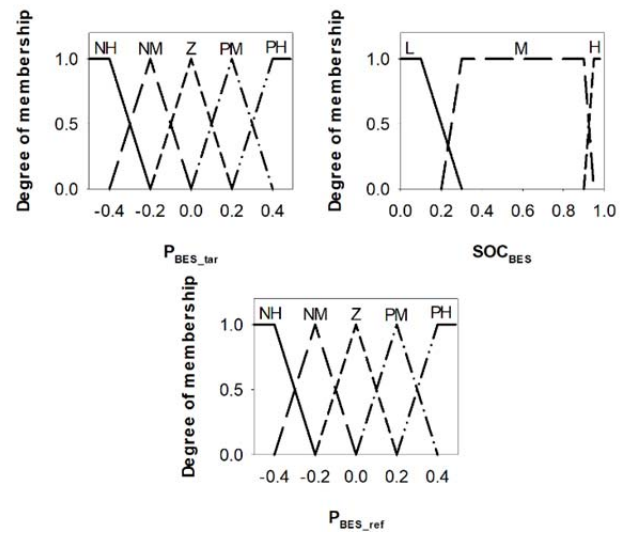 NH NM Z PM PH
1.0
0.5
0.0
-0.4 -0.2 0.0 0.2 0.4
Degree of membership
P_BES_tar
L M H
1.0
0.5
0.0
0.0 0.2 0.4 0.6 0.8 1.0
Degree of membership
SOC_BES
NH NM Z PM PH
1.0
0.5
0.0
-0.4 -0.2 0.0 0.2 0.4
Degree of membership
P_BES_ref